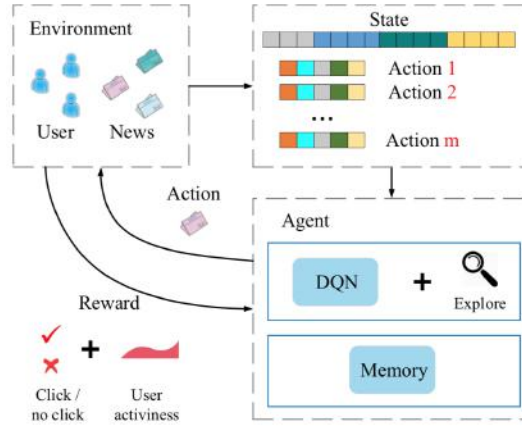 Environment
User
News
State
Action 1
Action 2
...
Action m
Action
Agent
DQN
+
Explore
Memory
Reward
+
Click /
no click
User
activiness